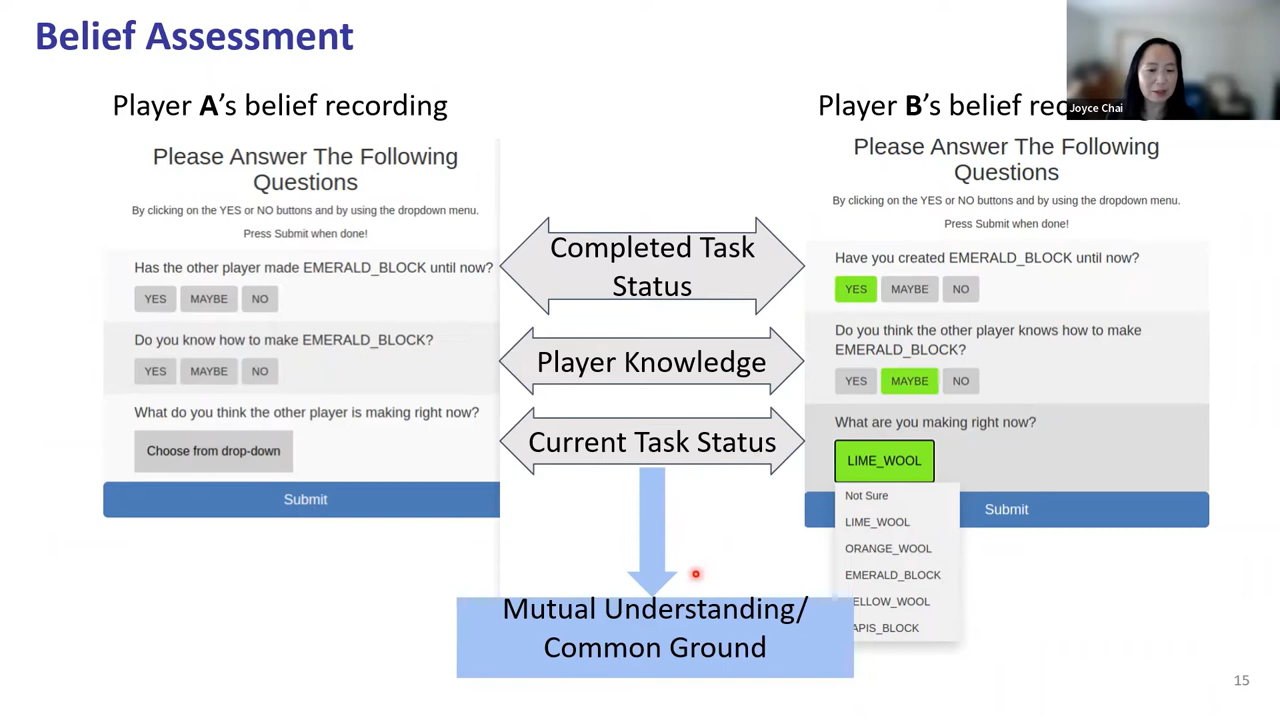 Belief Assessment
Joyce Chai
Player A's belief recording
Please Answer The Following
Questions
By clicking on the YES or NO buttons and by using the dropdown menu.
Press Submit when done!
Has the other player made EMERALD_BLOCK until now?
YES MAYBE NO
Do you know how to make EMERALD_BLOCK?
YES MAYBE NO
What do you think the other player is making right now?
Choose from drop-down
Submit
Completed Task
Status
Player Knowledge
Current Task Status
Mutual Understanding/
Common Ground
Player B's belief
Please Answer The Following
Questions
By clicking on the YES or NO buttons and by using the dropdown menu.
Press Submit when done!
Have you created EMERALD_BLOCK until now?
YES MAYBE NO
Do you think the other player knows how to make
EMERALD_BLOCK?
YES MAYBE NO
What are you making right now?
LIME_WOOL
Not Sure
LIME_WOOL
ORANGE_WOOL
EMERALD_BLOCK
ELLOW_WOOL
APIS_BLOCK
Submit
15